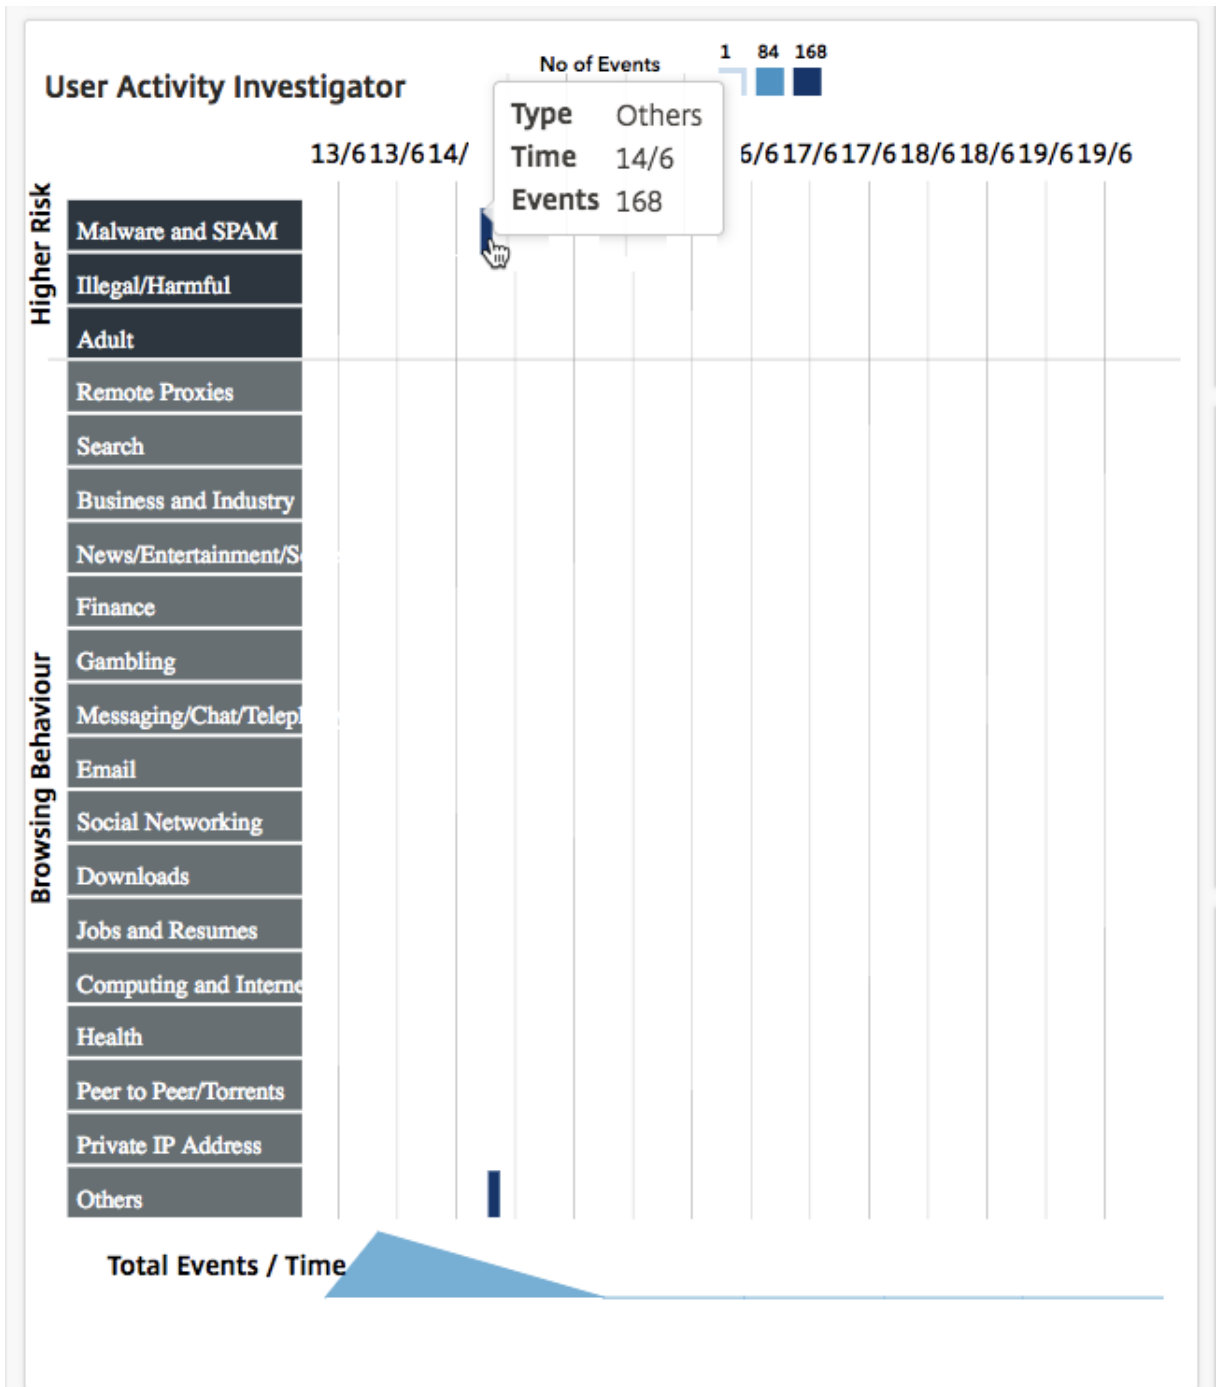 No of Events
1 84 168
User Activity Investigator
Type Others
Time 14/6
Events 168
13/6 13/6 14/ 6/6 17/6 17/6 18/6 18/6 19/6 19/6
Higher Risk
Malware and SPAM
Illegal/Harmful
Adult
Browsing Behaviour
Remote Proxies
Search
Business and Industry
News/Entertainment/S
Finance
Gambling
Messaging/Chat/Telep
Email
Social Networking
Downloads
Jobs and Resumes
Computing and Interne
Health
Peer to Peer/Torrents
Private IP Address
Others
Total Events / Time